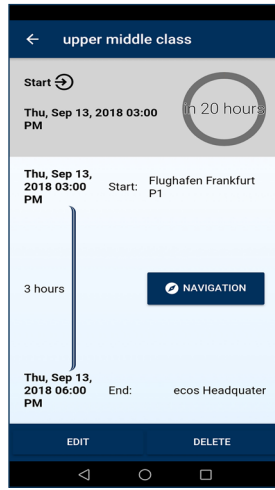 upper middle class
Start
Thu, Sep 13, 2018 03:00
PM
in 20 hours
Thu, Sep 13,
2018 03:00
PM
Start:
Flughafen Frankfurt
P1
3 hours
NAVIGATION
Thu, Sep 13,
2018 06:00
PM
End:
ecos Headquater
EDIT
DELETE